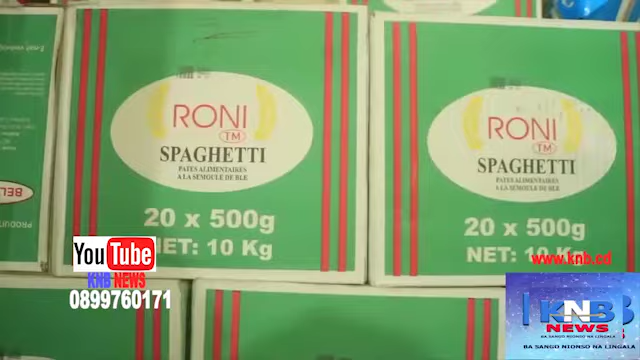 RONI
TM
SPAGHETTI
PATES ALIMENTAIRES
A LA SEMOULE DE BLE
20 x 500g
NET: 10 Kg
RONI
TM
SPAGHETTI
PATES ALIMENTAIRES
A LA SEMOULE DE BLE
20 x 500g
NET: 10 Kg
YouTube
KNB NEWS
0899760171
www.knb.cd
KNB
NEWS
BA SANGO NIONSO NA LINGALA